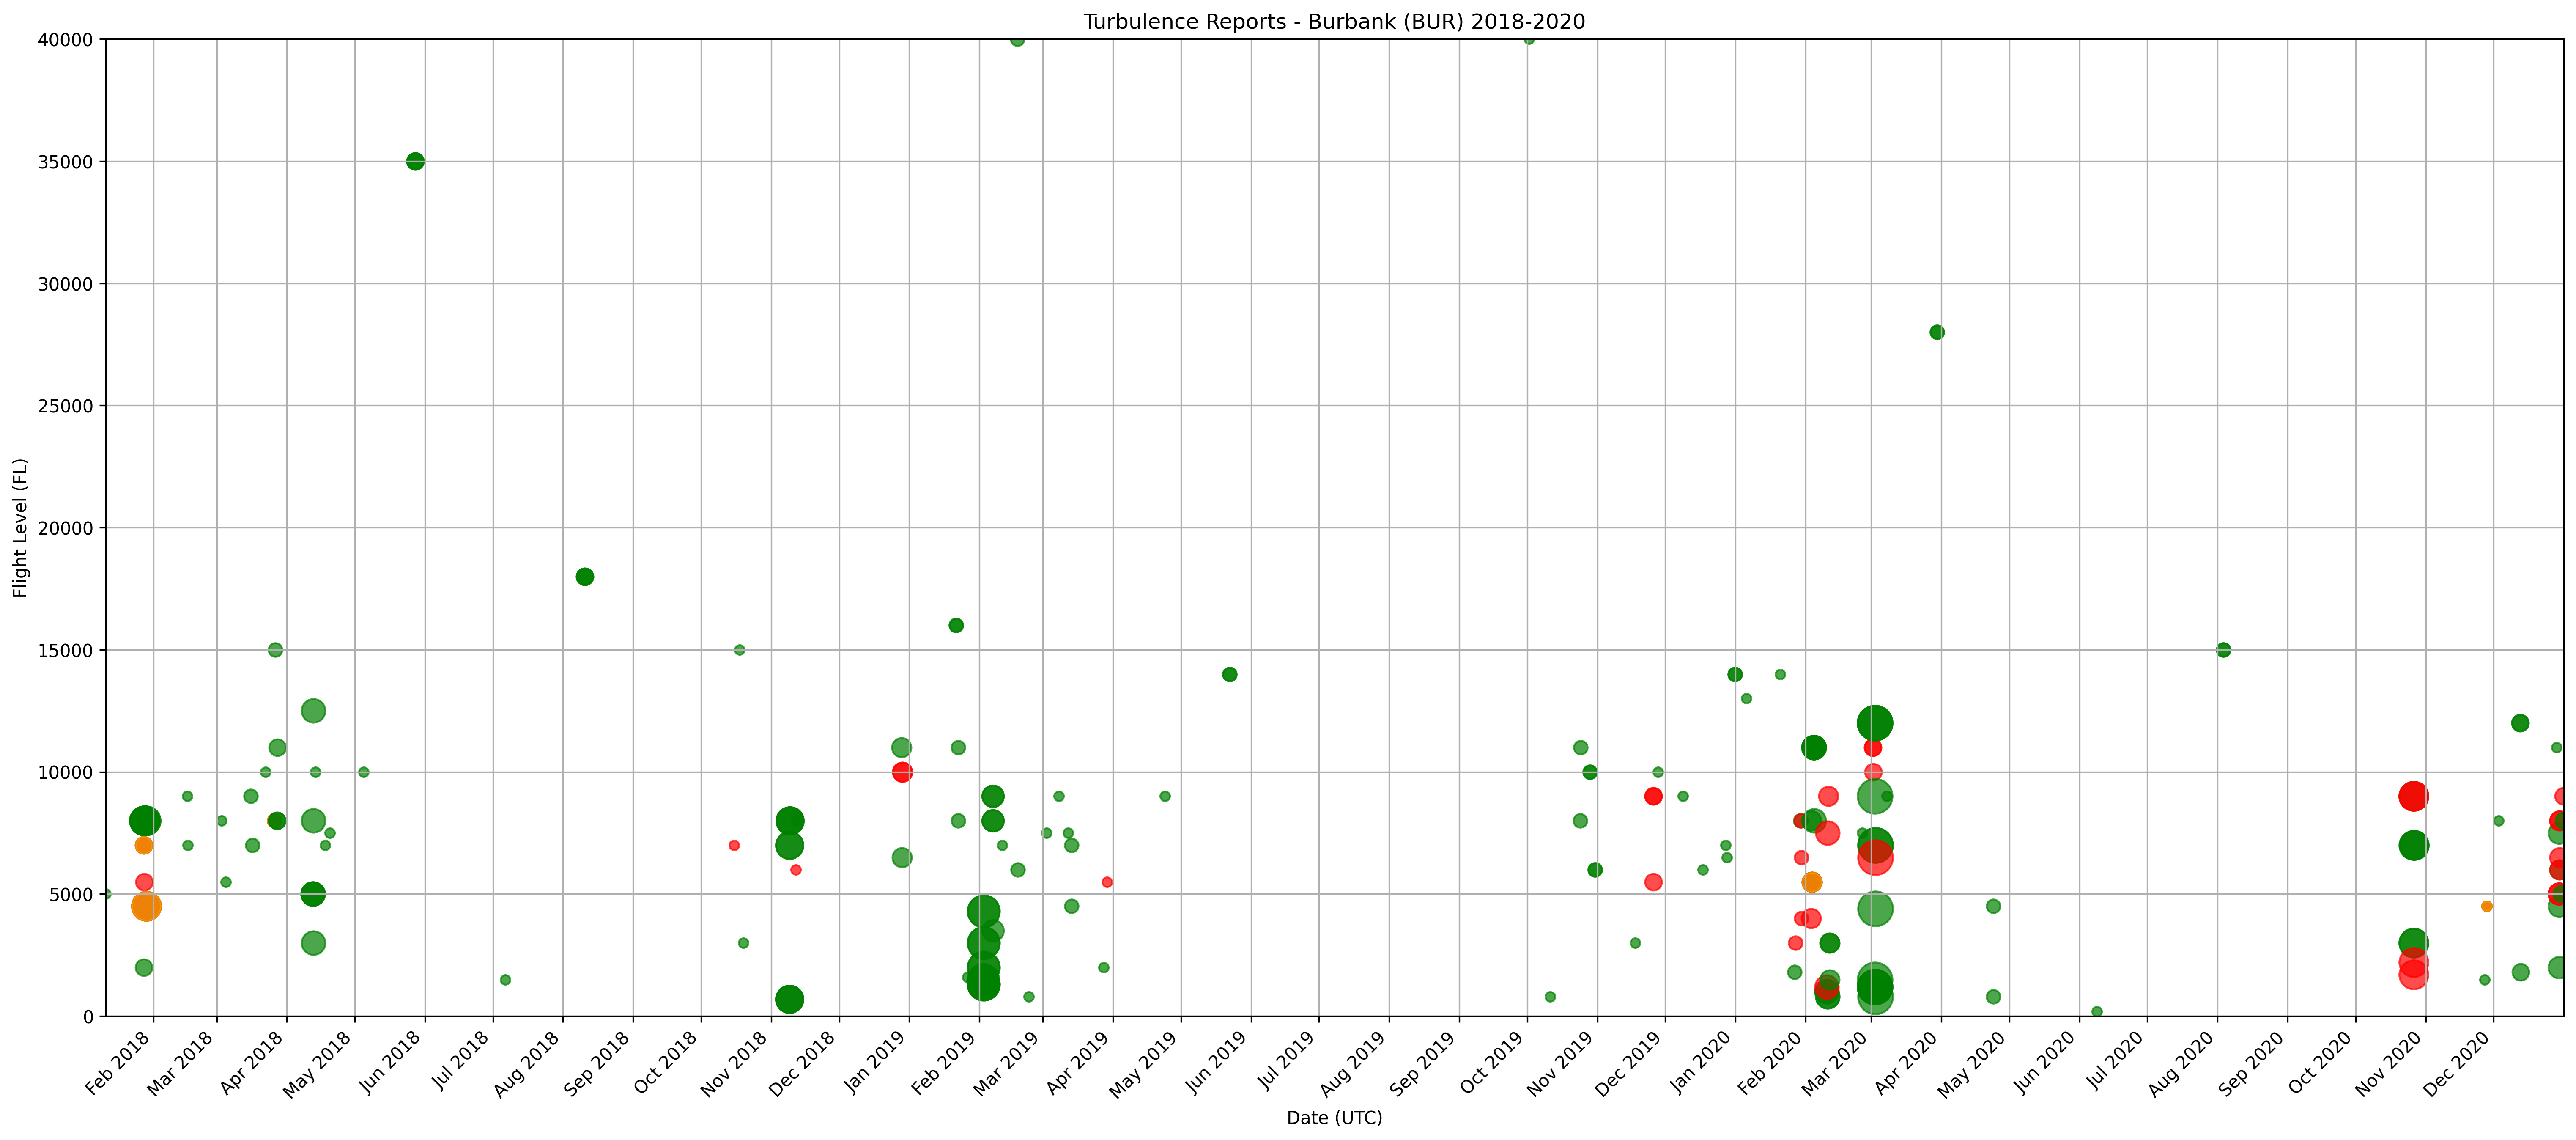 Turbulence Reports - Burbank (BUR) 2018-2020
40000
35000
30000
25000
20000
15000
10000
5000
0
Flight Level (FL)
Feb 2018
Mar 2018
Apr 2018
May 2018
Jun 2018
Jul 2018
Aug 2018
Sep 2018
Oct 2018
Nov 2018
Dec 2018
Jan 2019
Feb 2019
Mar 2019
Apr 2019
May 2019
Jun 2019
Jul 2019
Aug 2019
Sep 2019
Oct 2019
Nov 2019
Dec 2019
Jan 2020
Feb 2020
Mar 2020
Apr 2020
May 2020
Jun 2020
Jul 2020
Aug 2020
Sep 2020
Oct 2020
Nov 2020
Dec 2020
Date (UTC)